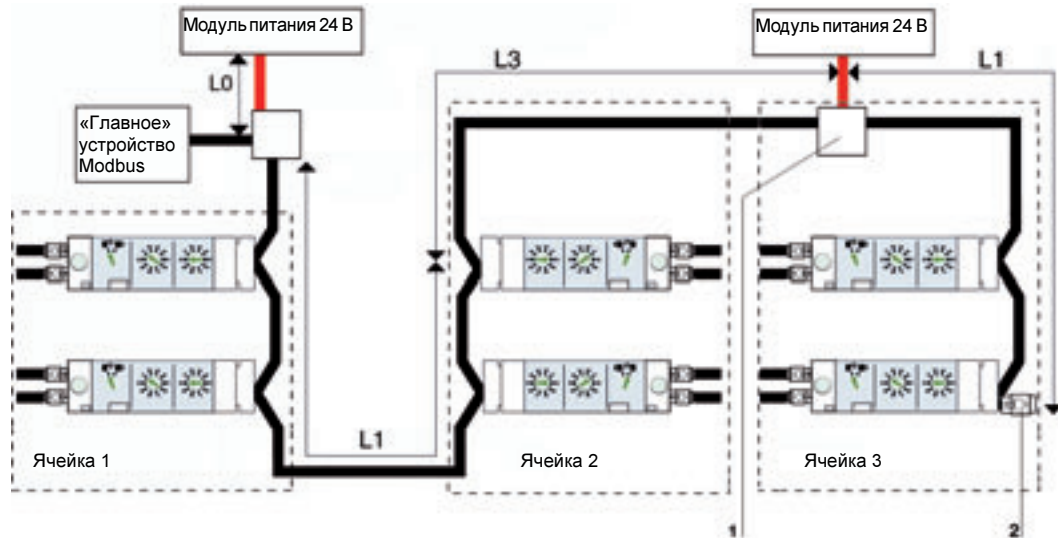 Модуль питания 24 В
Модуль питания 24 В
L0
L3
L1
«Главное»
устройство
Modbus
L1
Ячейка 1
Ячейка 2
Ячейка 3
1
2